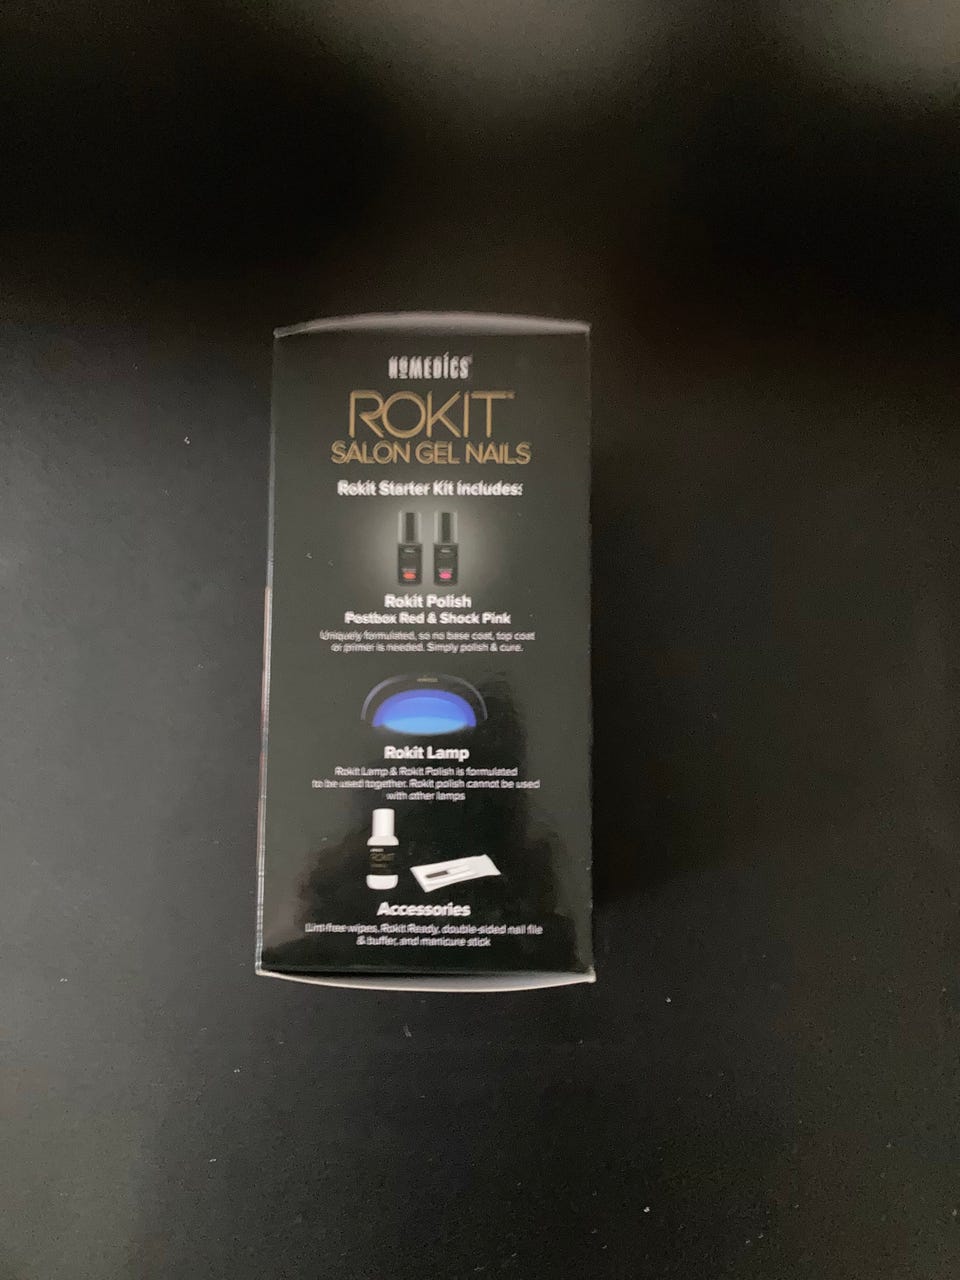 HOMEDICS
ROKIT
SALON GEL NAILS
Rokit Starter Kit Includes:
Rokit Polish
Postbox Red & Shock Pink
Uniquely formulated, so no base coat, top coat
or primer is needed. Simply polish & cure.
Rokit Lamp
Rokit Lamp & Rokit Polish is formulated
to be used together. Rokit polish cannot be used
with other lamps
ROKIT
Accessories
Lint-free wipes, Rokit Ready, double-sided nail file
& buffer, and manicure stick